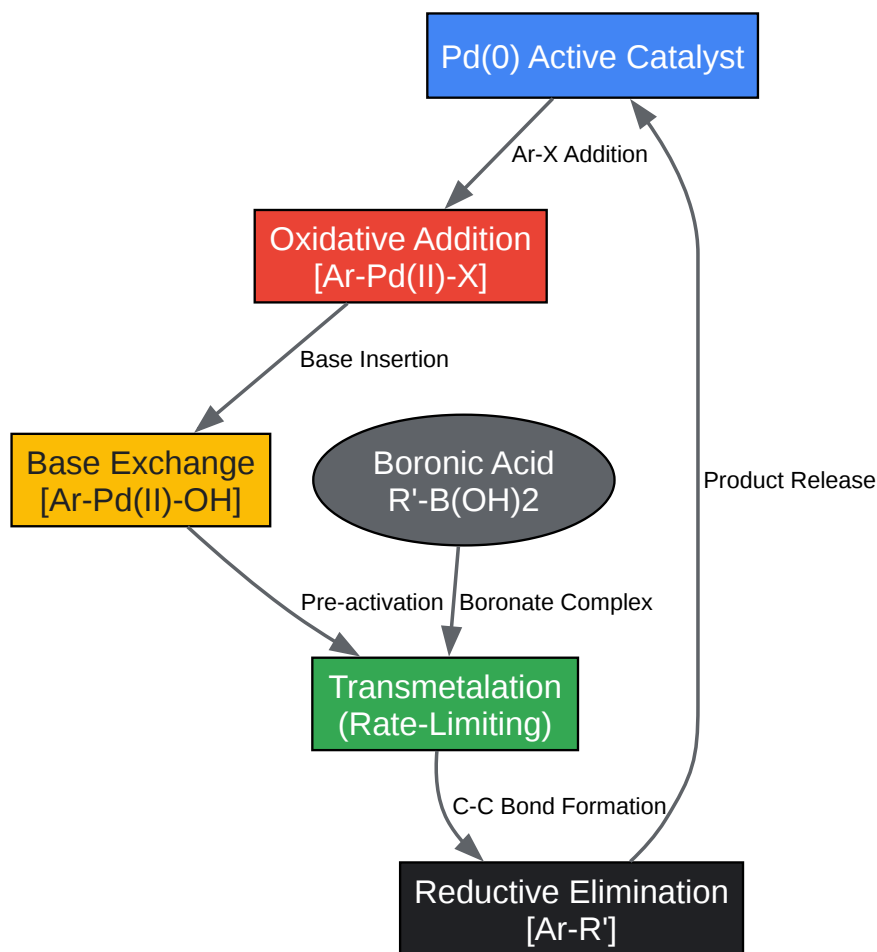 Pd(0) Active Catalyst
Ar-X Addition
Oxidative Addition
[Ar-Pd(II)-X]
Base Insertion
Base Exchange
[Ar-Pd(II)-OH]
Boronic Acid
R'-B(OH)2
Product Release
Pre-activation
Boronate Complex
Transmetalation
(Rate-Limiting)
C-C Bond Formation
Reductive Elimination
[Ar-R']